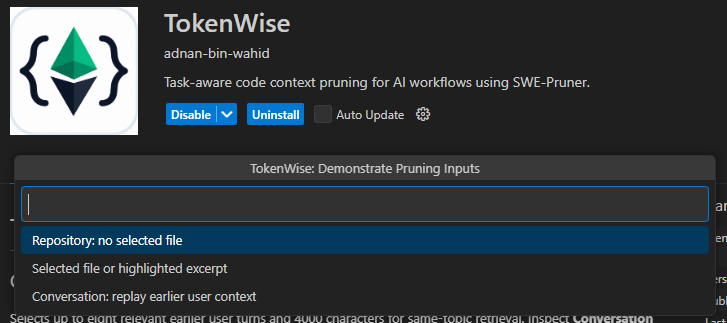 TokenWise
adnan-bin-wahid
Task-aware code context pruning for AI workflows using SWE-Pruner.
Disable Uninstall Auto Update
TokenWise: Demonstrate Pruning Inputs
Repository: no selected file
Selected file or highlighted excerpt
Conversation: replay earlier user context
Selects up to eight relevant earlier user turns and 4000 characters for same-topic retrieval. Inspect Conversation